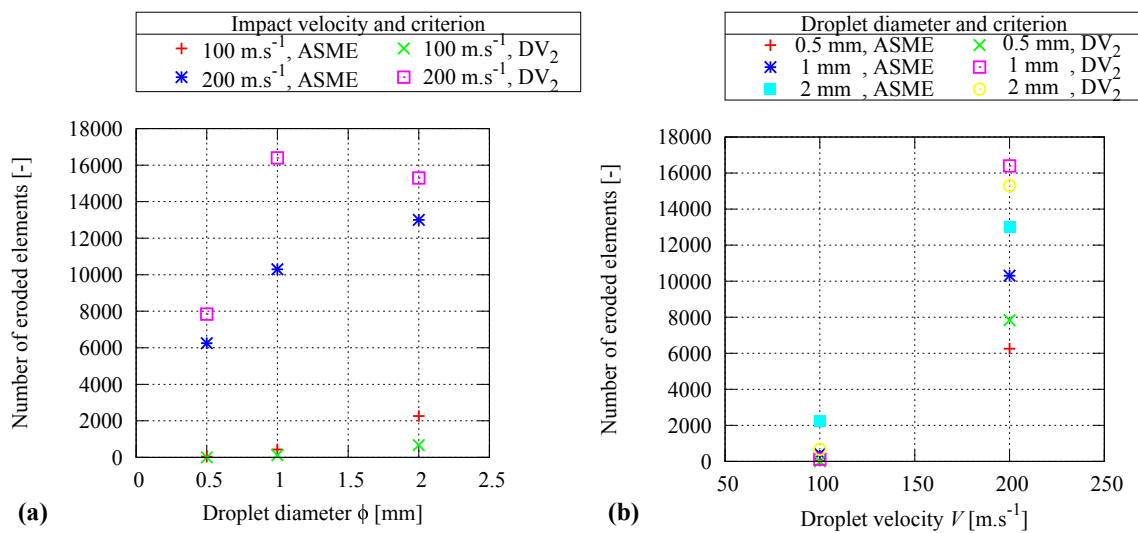 Impact velocity and criterion
100 m.s⁻¹, ASME 100 m.s⁻¹, DV₂
200 m.s⁻¹, ASME 200 m.s⁻¹, DV₂
Number of eroded elements [-]
18000
16000
14000
12000
10000
8000
6000
4000
2000
0
0 0.5 1 1.5 2 2.5
Droplet diameter ϕ [mm]
(a)
Droplet diameter and criterion
0.5 mm, ASME 0.5 mm, DV₂
1 mm , ASME 1 mm , DV₂
2 mm , ASME 2 mm , DV₂
Number of eroded elements [-]
18000
16000
14000
12000
10000
8000
6000
4000
2000
0
50 100 150 200 250
Droplet velocity V [m.s⁻¹]
(b)